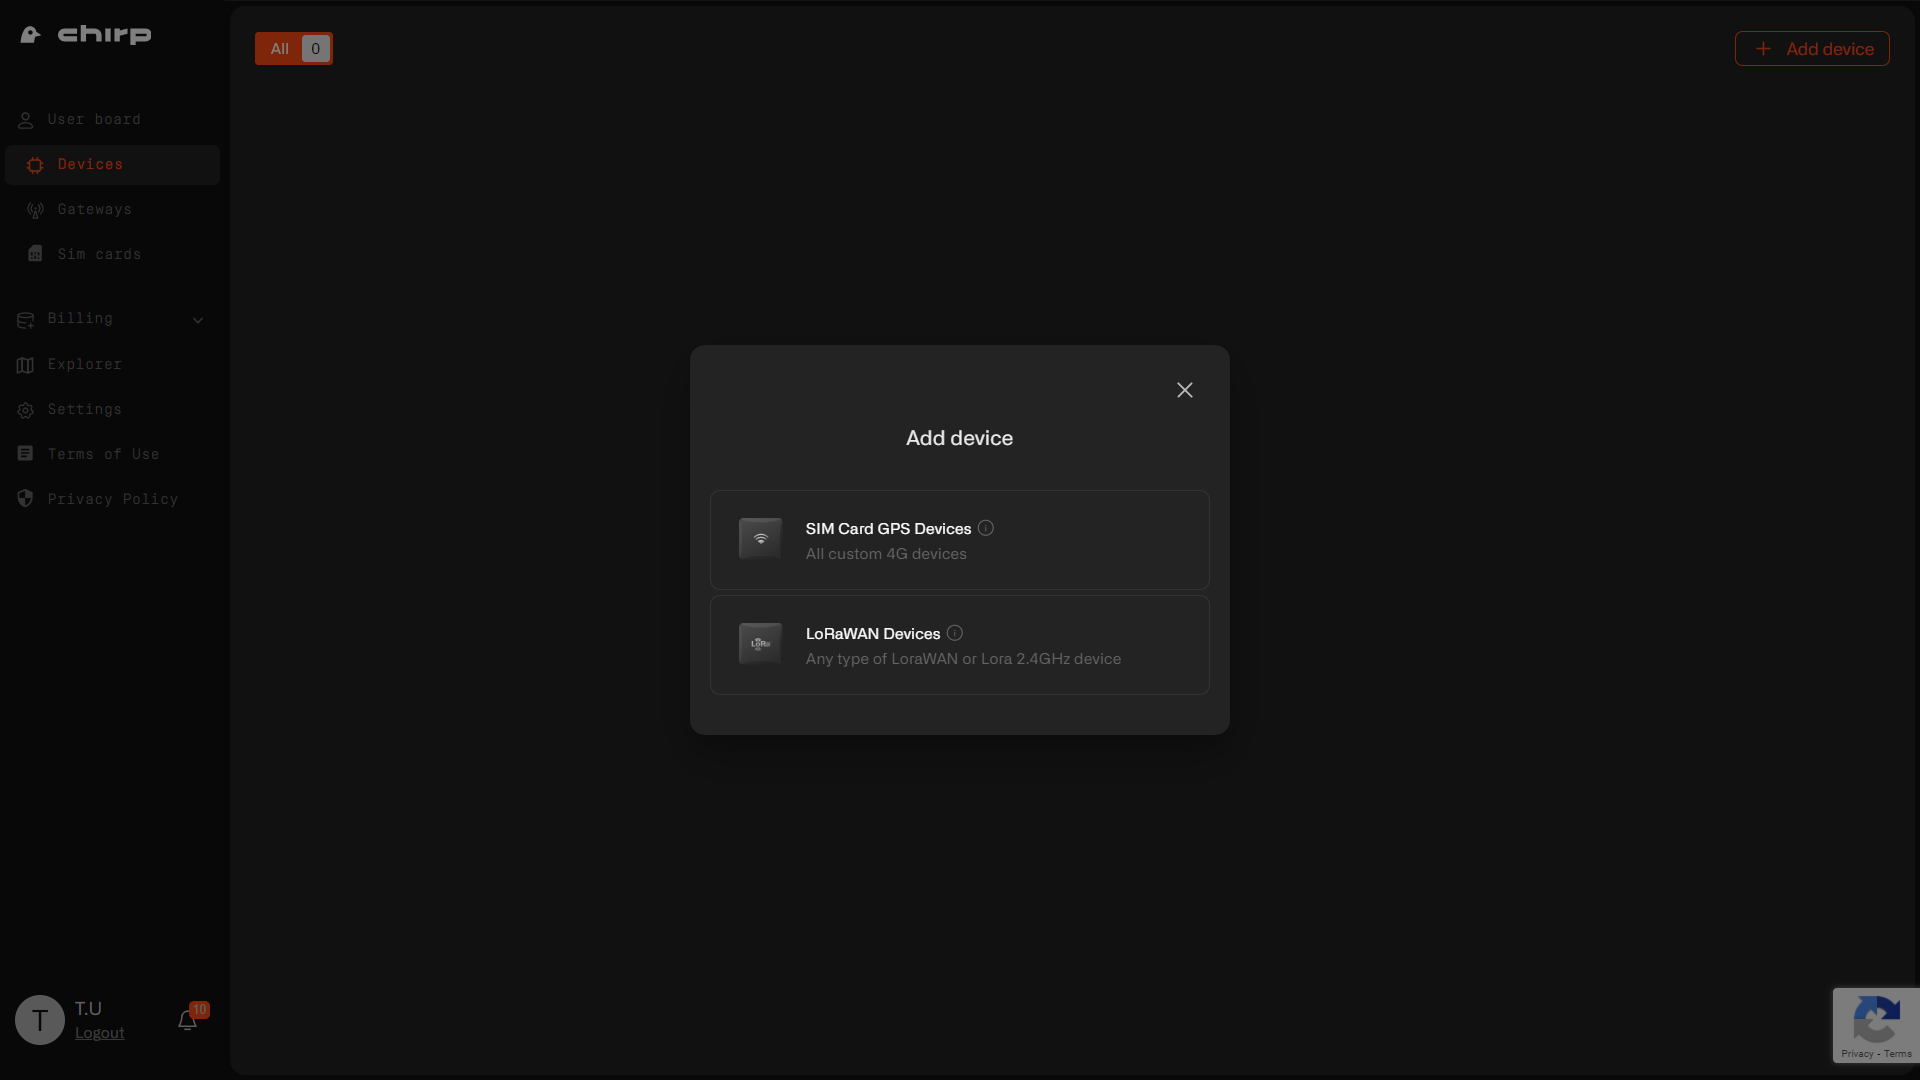 chirp
All 0
Add device
User board
Devices
Gateways
Sim cards
Billing
Explorer
Settings
Terms of Use
Privacy Policy
Add device
SIM Card GPS Devices
All custom 4G devices
LoRa
LoRaWAN Devices
Any type of LoraWAN or Lora 2.4GHz device
T
T.U
Logout
10
Privacy - Terms